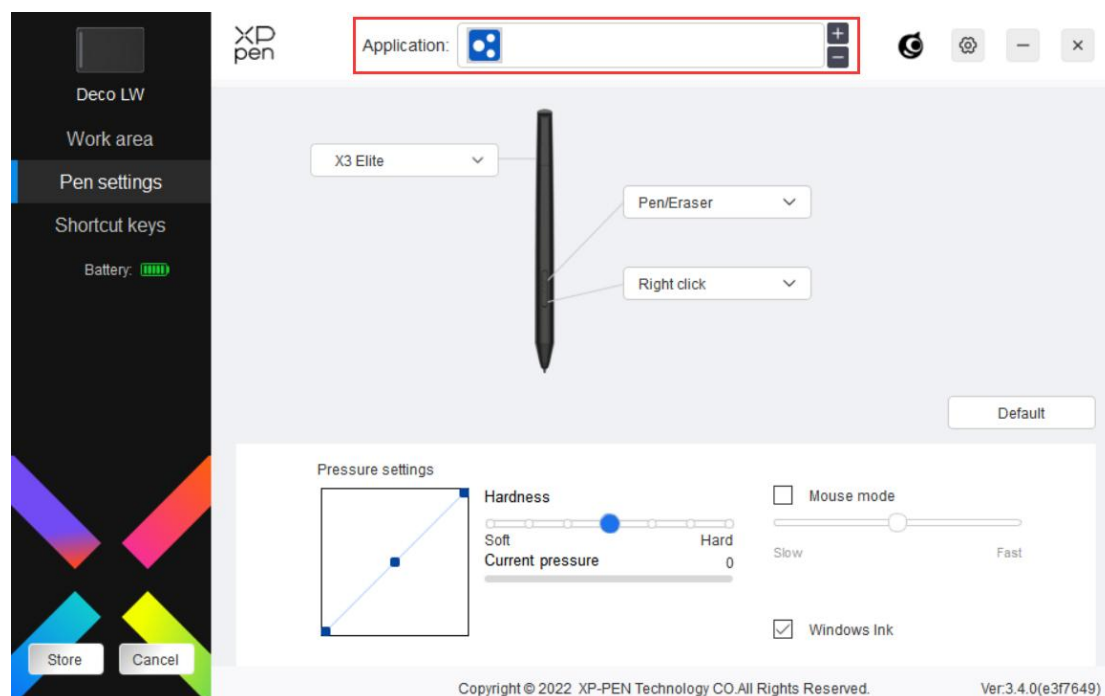 XP
pen
Application:
Deco LW
Work area
Pen settings
Shortcut keys
Battery:
X3 Elite
Pen/Eraser
Right click
Default
Pressure settings
Hardness
Soft Hard
Current pressure 0
Mouse mode
Slow Fast
Windows Ink
Store Cancel
Copyright © 2022 XP-PEN Technology CO.All Rights Reserved. Ver:3.4.0(e3f7649)